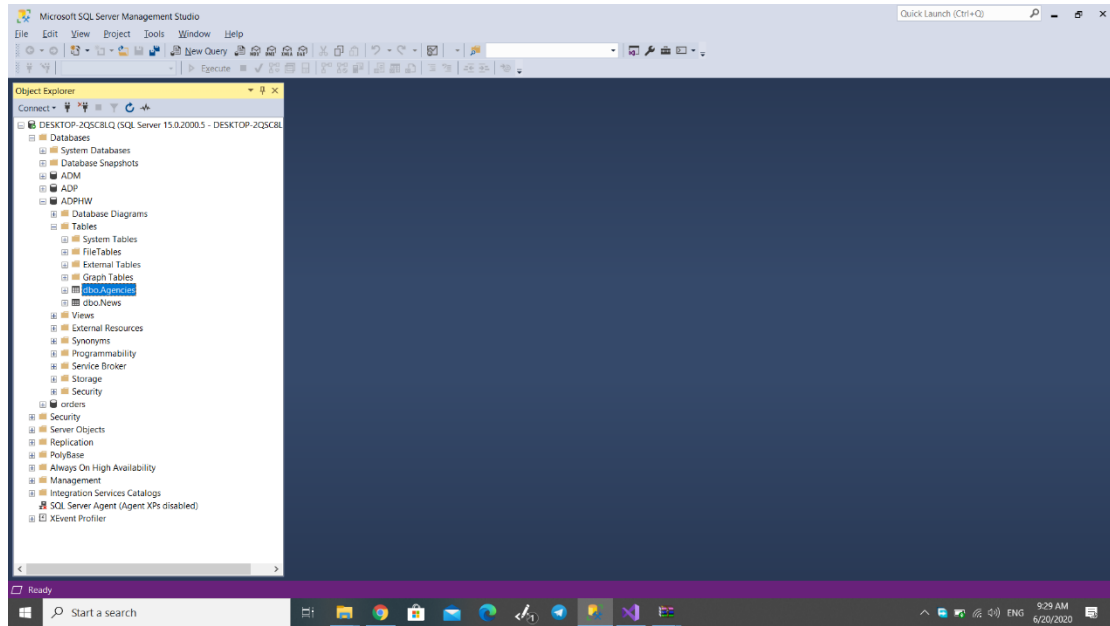 Microsoft SQL Server Management Studio
Quick Launch (Ctrl+Q)
File Edit View Project Tools Window Help
New Query
Execute
Object Explorer
Connect
DESKTOP-2QSC8LQ (SQL Server 15.0.2000.5 - DESKTOP-2QSC8L
Databases
System Databases
Database Snapshots
ADM
ADP
ADPHW
Database Diagrams
Tables
System Tables
FileTables
External Tables
Graph Tables
dbo.Agencies
dbo.News
Views
External Resources
Synonyms
Programmability
Service Broker
Storage
Security
orders
Security
Server Objects
Replication
PolyBase
Always On High Availability
Management
Integration Services Catalogs
SQL Server Agent (Agent XPs disabled)
XEvent Profiler
Ready
Start a search
ENG
9:29 AM
6/20/2020